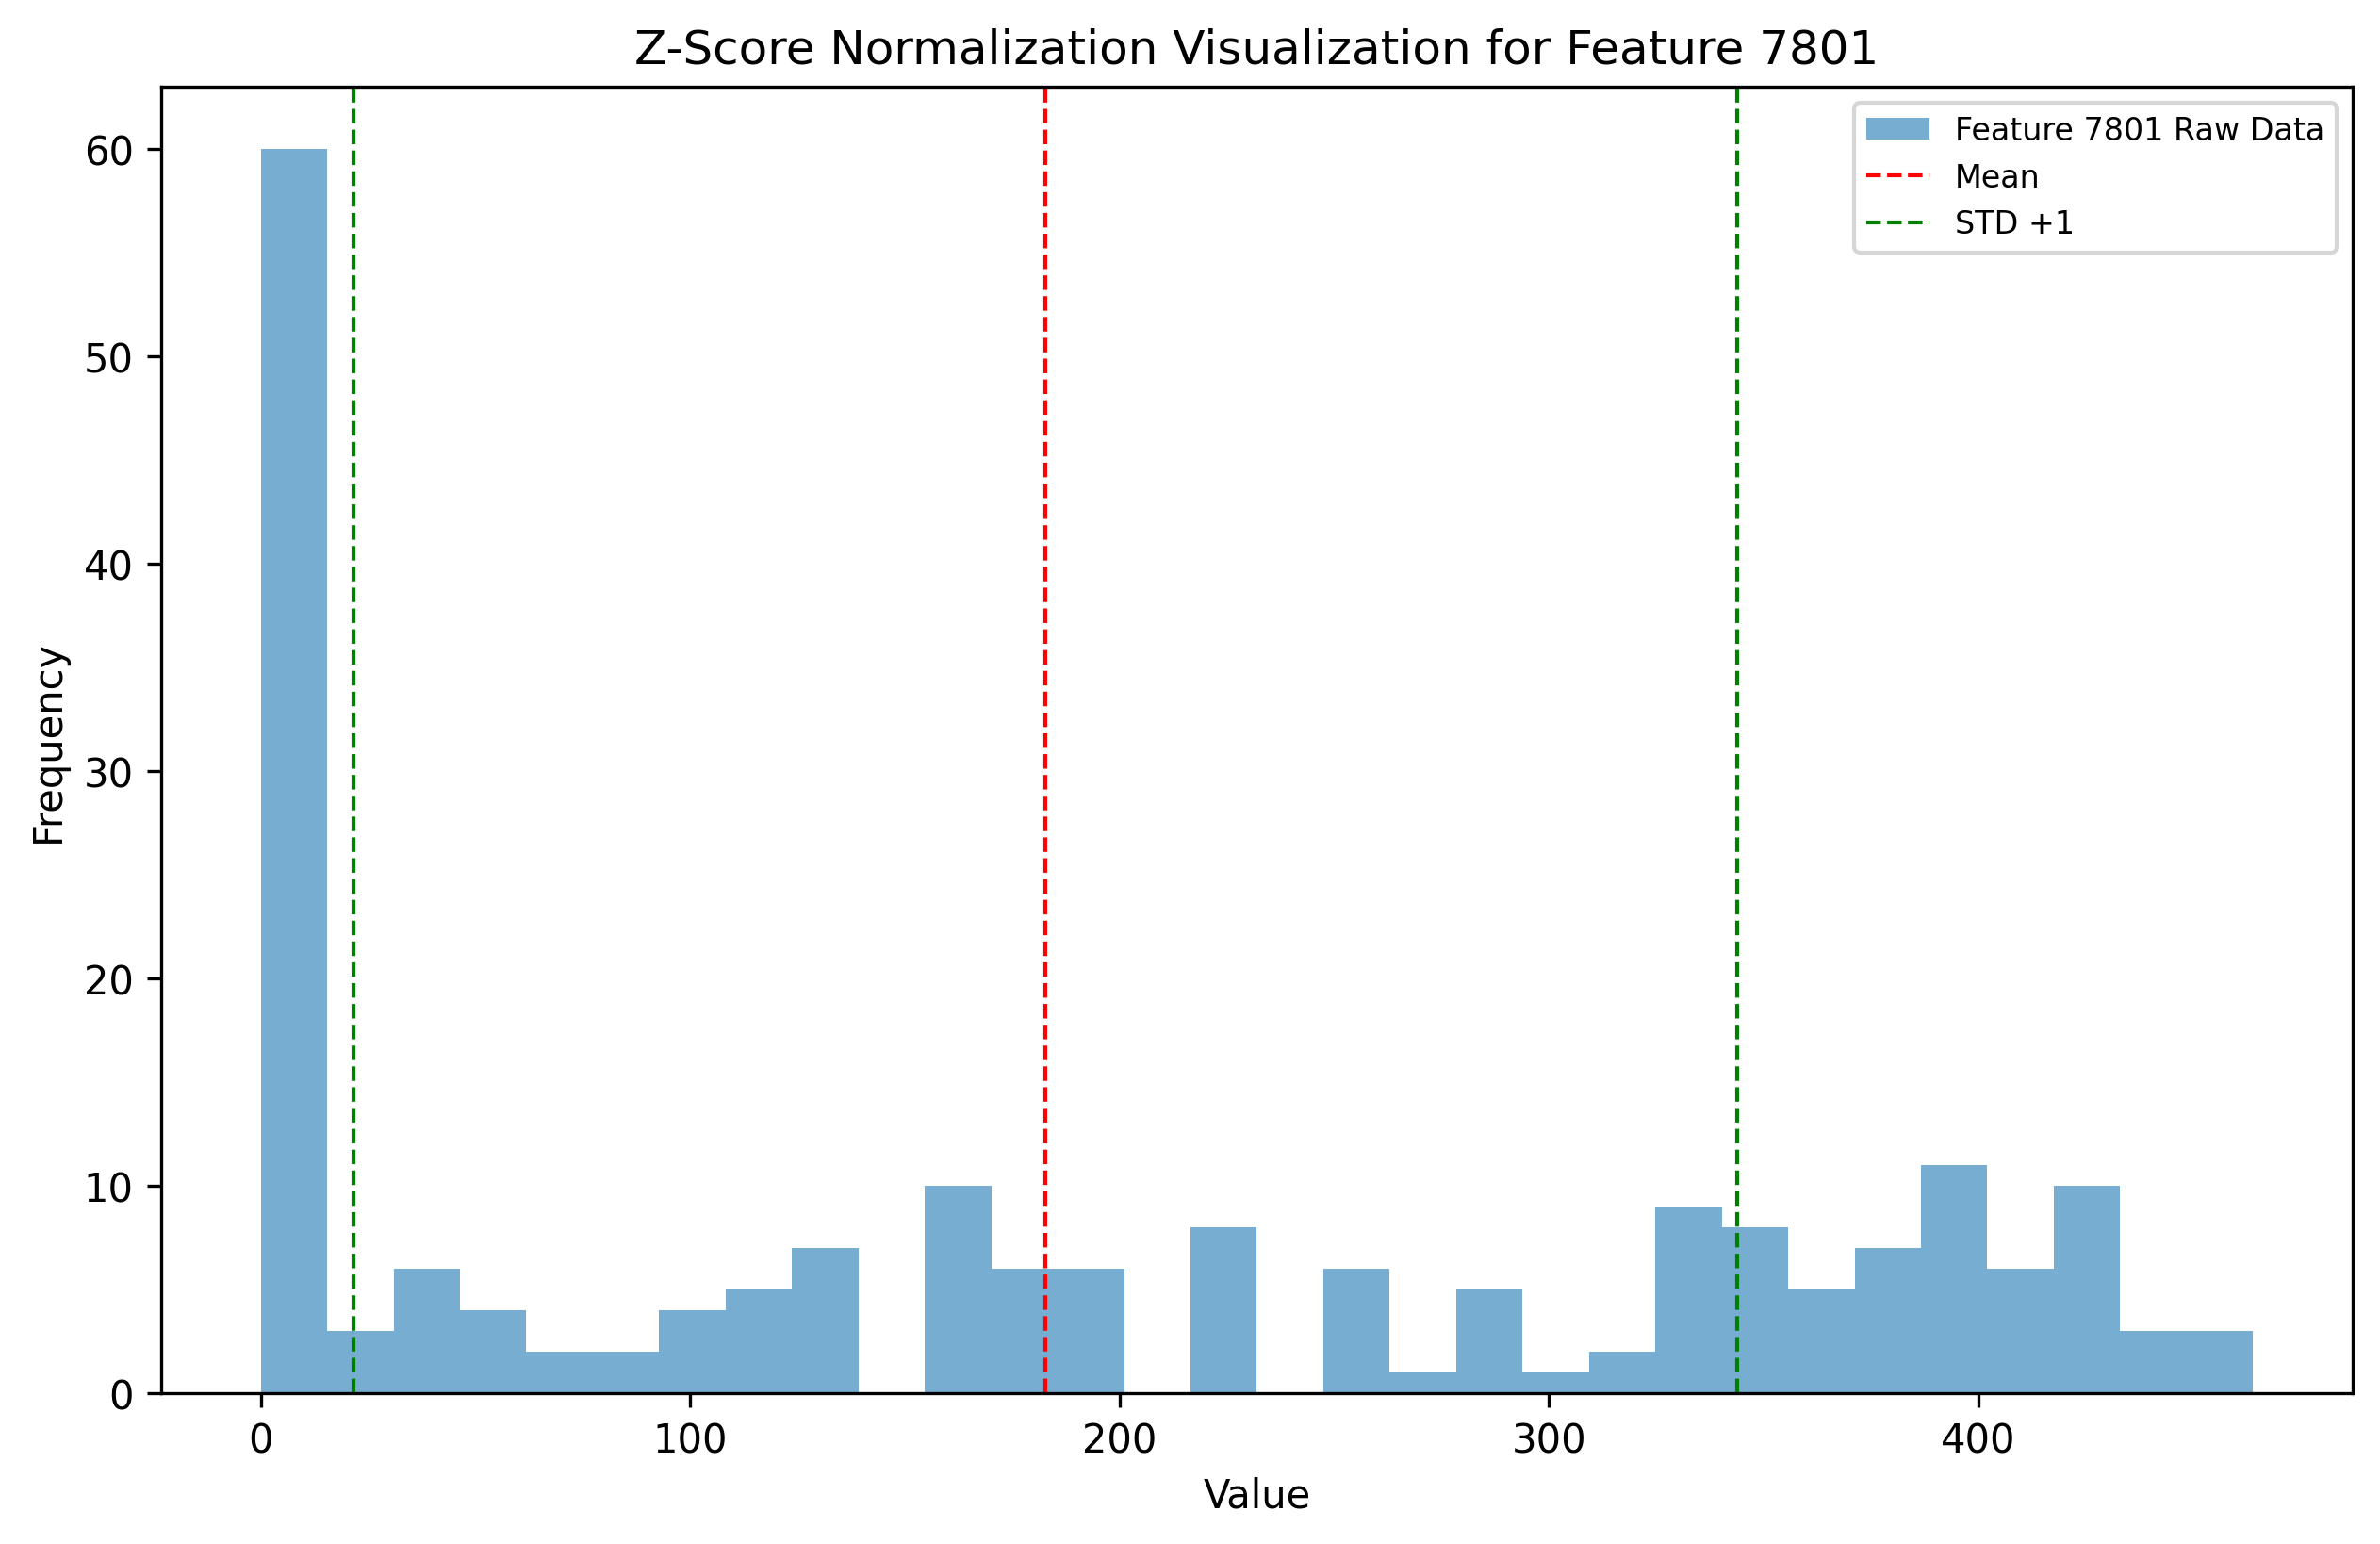 Z-Score Normalization Visualization for Feature 7801
Feature 7801 Raw Data
Mean
STD +1
60
50
40
30
20
10
0
Frequency
0 100 200 300 400
Value